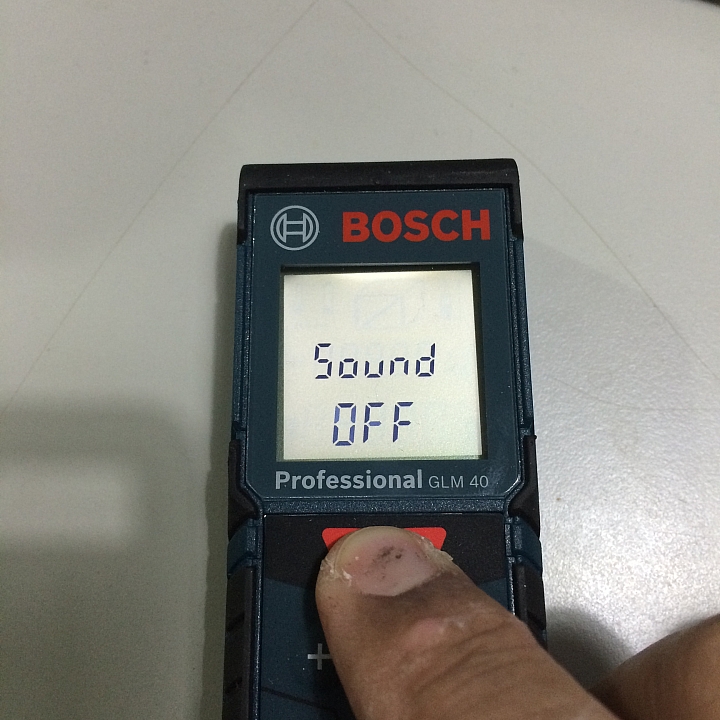 BOSCH
Sound
OFF
Professional GLM 40
+